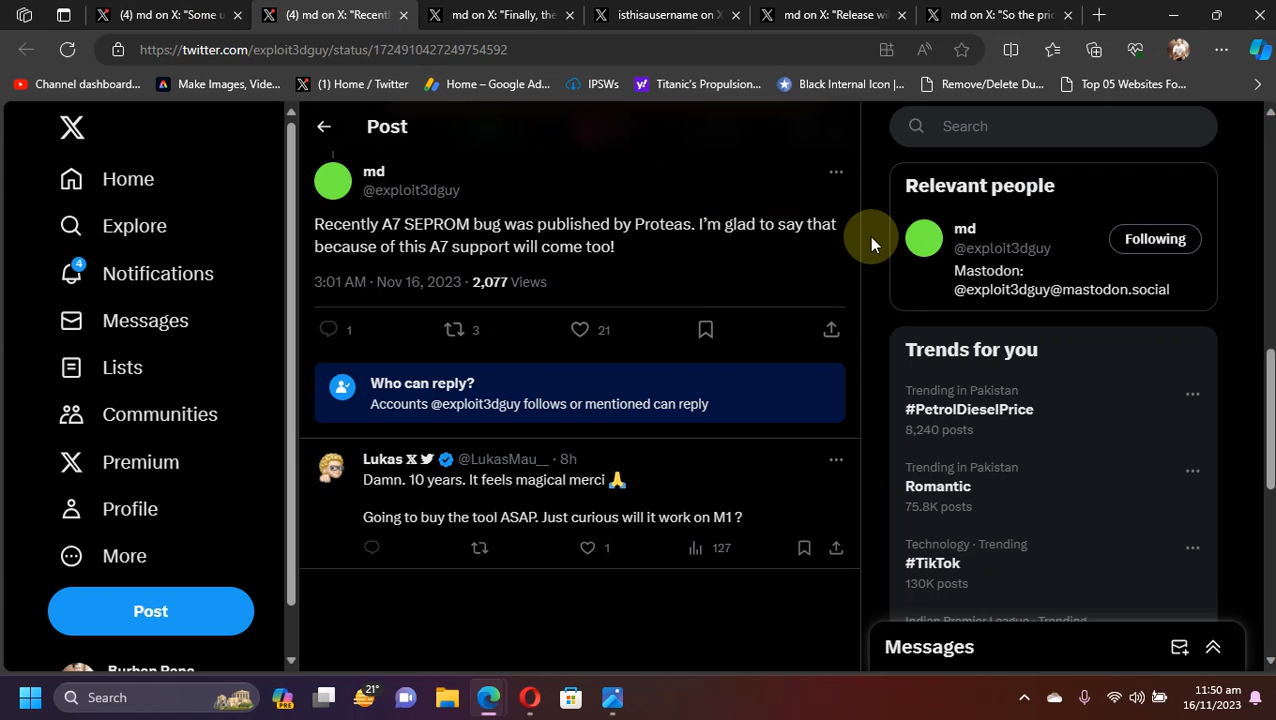 (4) md on X: "Some u
(4) md on X: "Recentl
md on X: "Finally, the
isthisausername on
md on X: "Release wi
md on X: "So the pric
https://twitter.com/exploit3dguy/status/1724910427249754592
Channel dashboard...
Make Images, Video...
(1) Home / Twitter
Home – Google Ad...
IPSWs
Titanic's Propulsion...
Black Internal Icon |...
Remove/Delete Du...
Top 05 Websites Fo...
X
Home
Explore
4
Notifications
Messages
Lists
Communities
Premium
Profile
More
Post
Burhan Rana
Post
md
@exploit3dguy
Recently A7 SEPROM bug was published by Proteas. I'm glad to say that
because of this A7 support will come too!
3:01 AM · Nov 16, 2023 · 2,077 Views
1 3 21
Who can reply?
Accounts @exploit3dguy follows or mentioned can reply
Lukas 𝕏 @LukasMau__ · 8h
Damn. 10 years. It feels magical merci 🙏
Going to buy the tool ASAP. Just curious will it work on M1 ?
1 127
Search
Relevant people
md
@exploit3dguy
Following
Mastodon:
@exploit3dguy@mastodon.social
Trends for you
Trending in Pakistan
#PetrolDieselPrice
8,240 posts
Trending in Pakistan
Romantic
75.8K posts
Technology · Trending
#TikTok
130K posts
Indian Premier League · Trending
Messages
Search
PRE
21°
11:50 am
16/11/2023